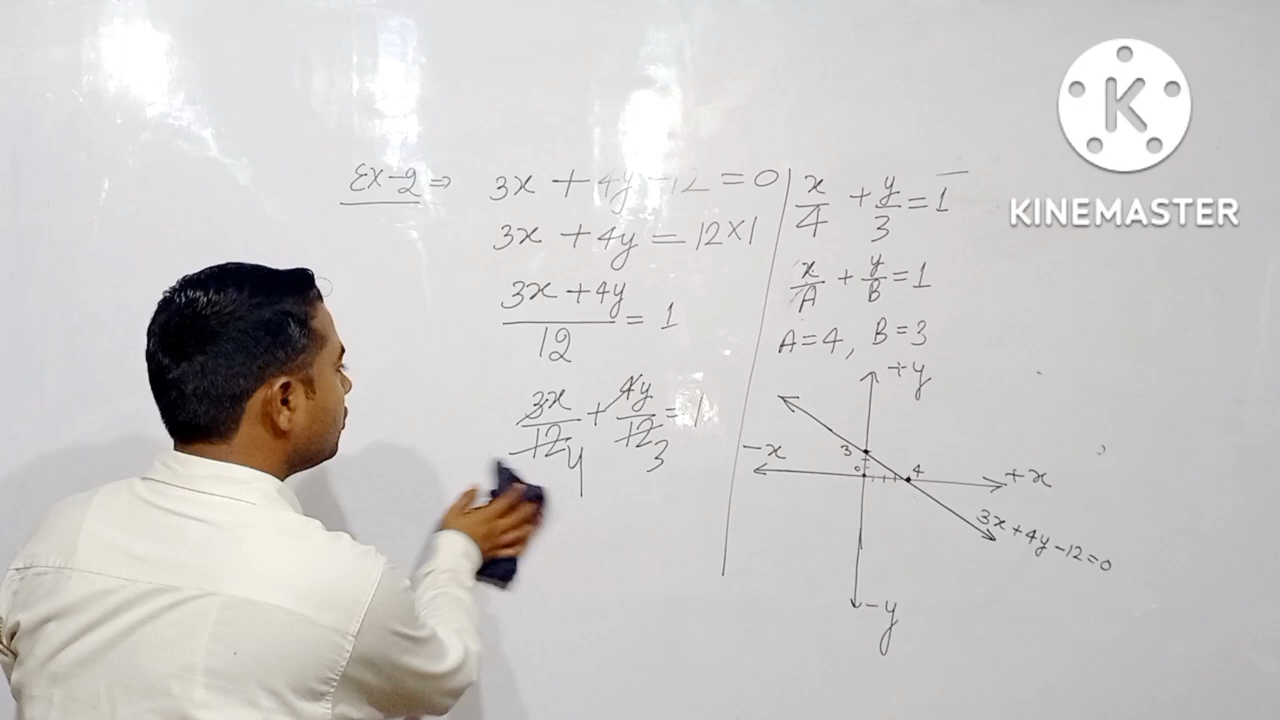 EX-2 ⇒ 3x + 4y - 12 = 0
3x + 4y = 12×1
3x + 4y / 12 = 1
3x/12 4 + 4y/12 3 = 1
x/4 + y/3 = 1
x/A + y/B = 1
A = 4, B = 3
+y
-x
3
0
4
+x
3x + 4y - 12 = 0
-y
K
KINEMASTER